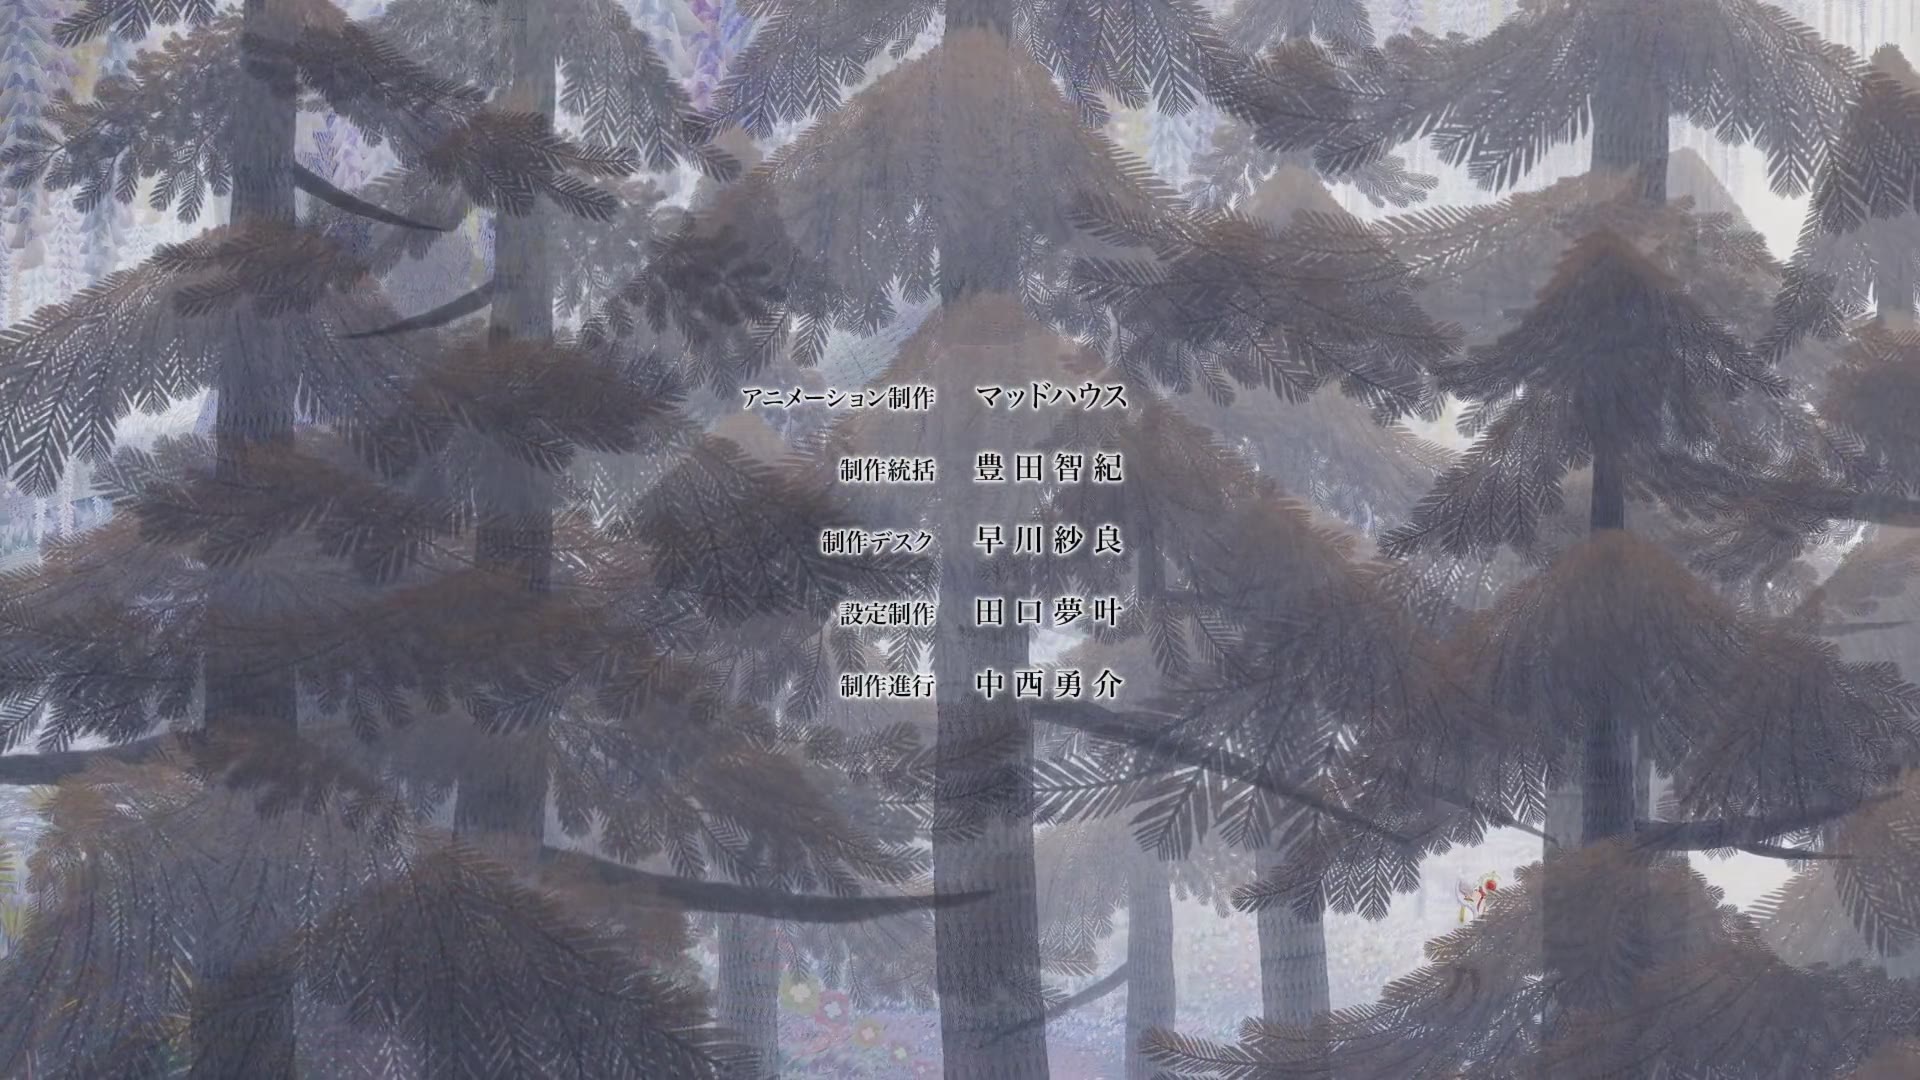 アニメーション制作 マッドハウス
制作統括 豊田智紀
制作デスク 早川紗良
設定制作 田口夢叶
制作進行 中西勇介